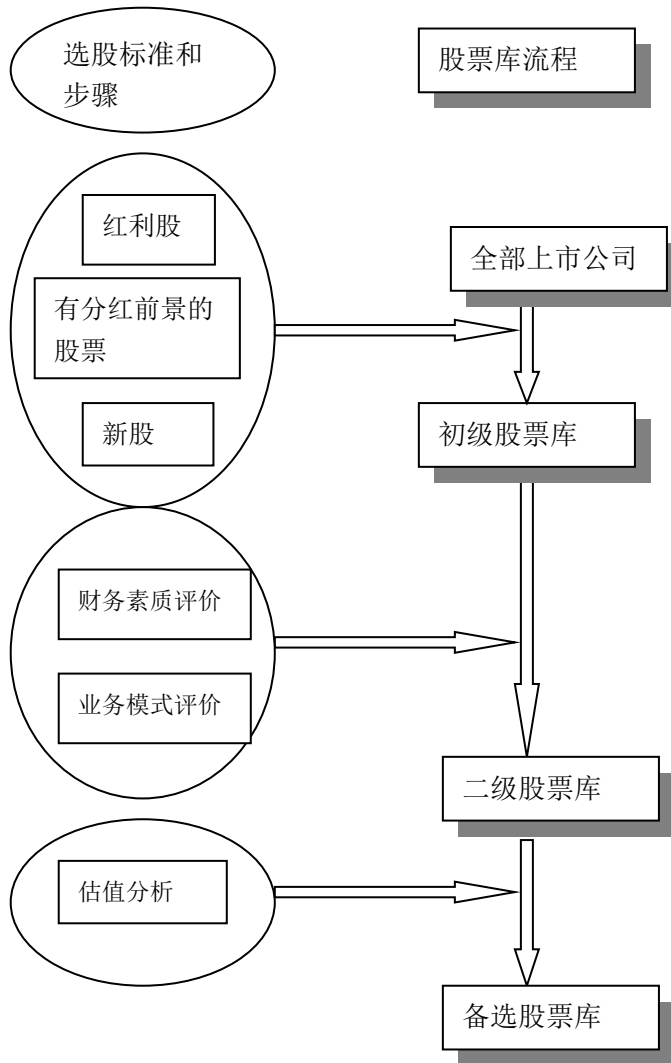 选股标准和
步骤
股票库流程
红利股
全部上市公司
有分红前景的
股票
新股
初级股票库
财务素质评价
业务模式评价
二级股票库
估值分析
备选股票库